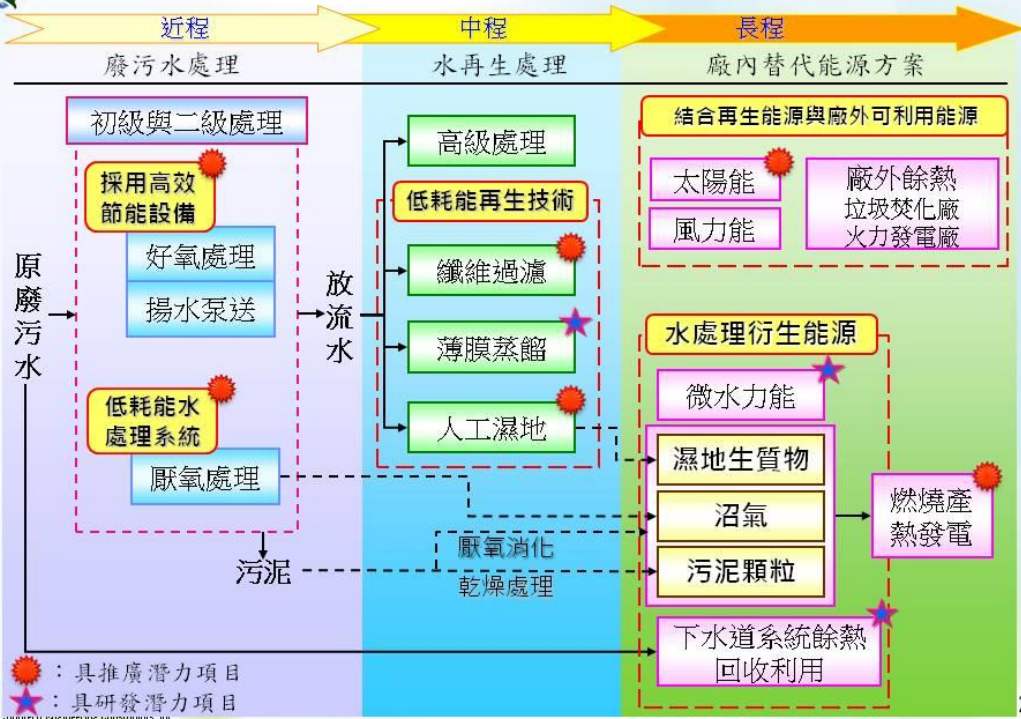 近程
中程
長程
廢污水處理
水再生處理
廠內替代能源方案
初級與二級處理
採用高效
節能設備
好氧處理
揚水泵送
低耗能水
處理系統
厭氧處理
原廢污水
污泥
放流水
高級處理
低耗能再生技術
纖維過濾
薄膜蒸餾
人工濕地
厭氧消化
乾燥處理
結合再生能源與廠外可利用能源
太陽能
風力能
廠外餘熱
垃圾焚化廠
火力發電廠
水處理衍生能源
微水力能
濕地生質物
沼氣
污泥顆粒
燃燒產
熱發電
下水道系統餘熱
回收利用
：具推廣潛力項目
：具研發潛力項目